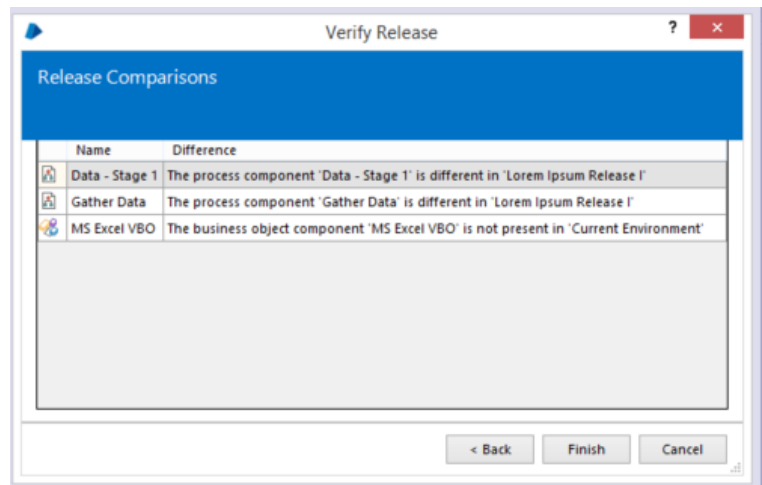 Verify Release
?
Release Comparisons
Name Difference
Data - Stage 1 The process component 'Data - Stage 1' is different in 'Lorem Ipsum Release I'
Gather Data The process component 'Gather Data' is different in 'Lorem Ipsum Release I'
MS Excel VBO The business object component 'MS Excel VBO' is not present in 'Current Environment'
< Back Finish Cancel